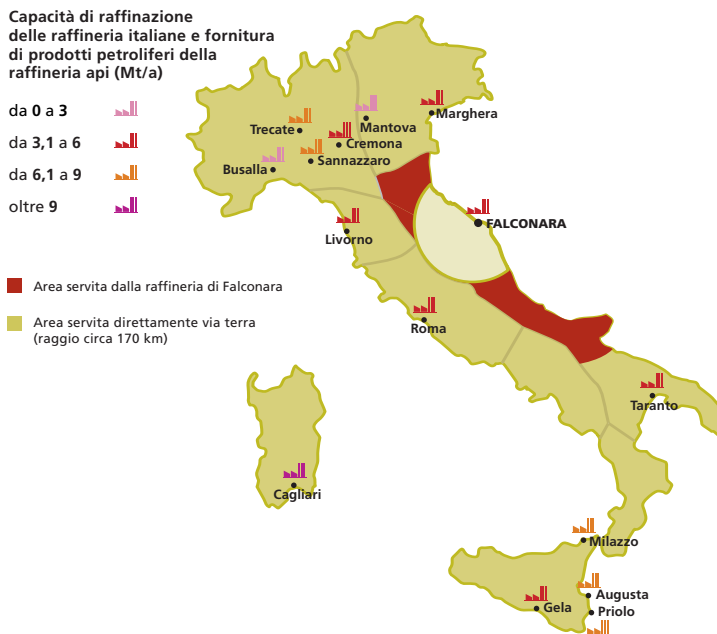 Capacità di raffinazione
delle raffineria italiane e fornitura
di prodotti petroliferi della
raffineria api (Mt/a)
da 0 a 3
da 3,1 a 6
da 6,1 a 9
oltre 9
Area servita dalla raffineria di Falconara
Area servita direttamente via terra
(raggio circa 170 km)
Marghera
Mantova
Trecate
Cremona
Sannazzaro
Busalla
FALCONARA
Livorno
Roma
Taranto
Cagliari
Milazzo
Augusta
Gela
Priolo